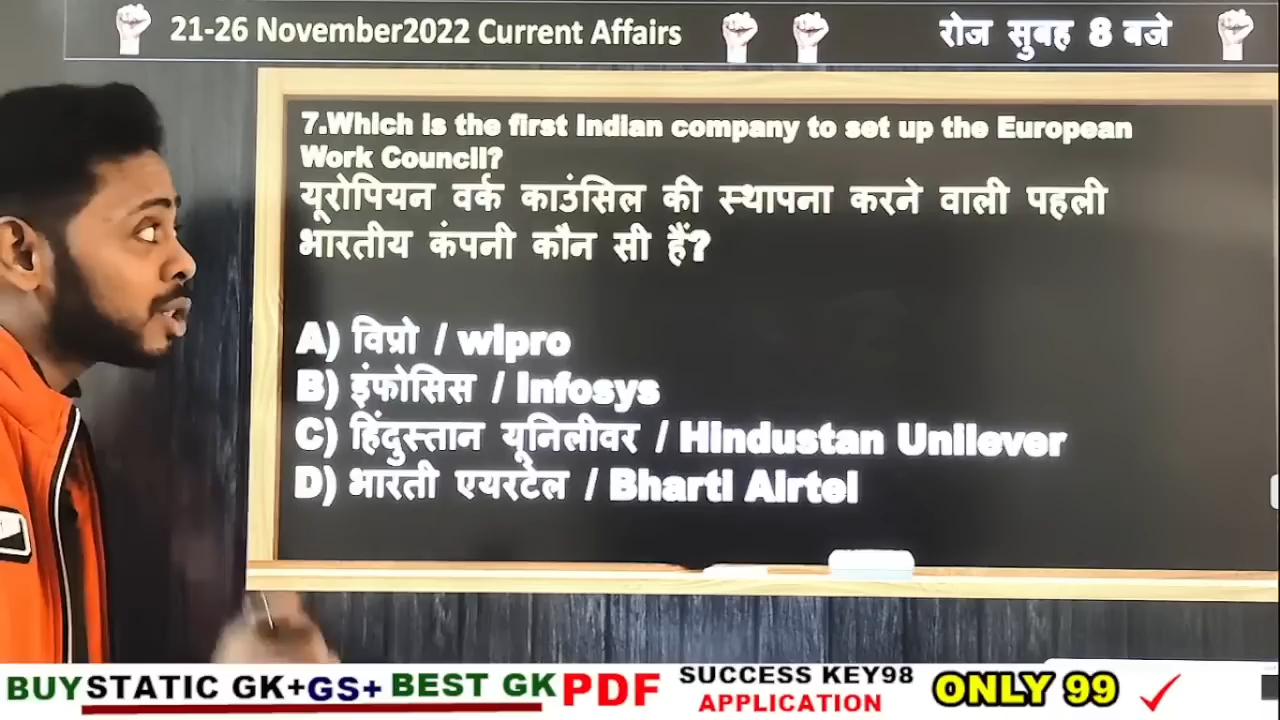 21-26 November2022 Current Affairs रोज सुबह 8 बजे
7.Which is the first Indian company to set up the European
Work Council?
यूरोपियन वर्क काउंसिल की स्थापना करने वाली पहली
भारतीय कंपनी कौन सी हैं?
A) विप्रो / wipro
B) इंफोसिस / Infosys
C) हिंदुस्तान यूनिलीवर / Hindustan Unilever
D) भारती एयरटेल / Bharti Airtel
BUY STATIC GK+GS+ BEST GK PDF SUCCESS KEY98 ONLY 99
APPLICATION